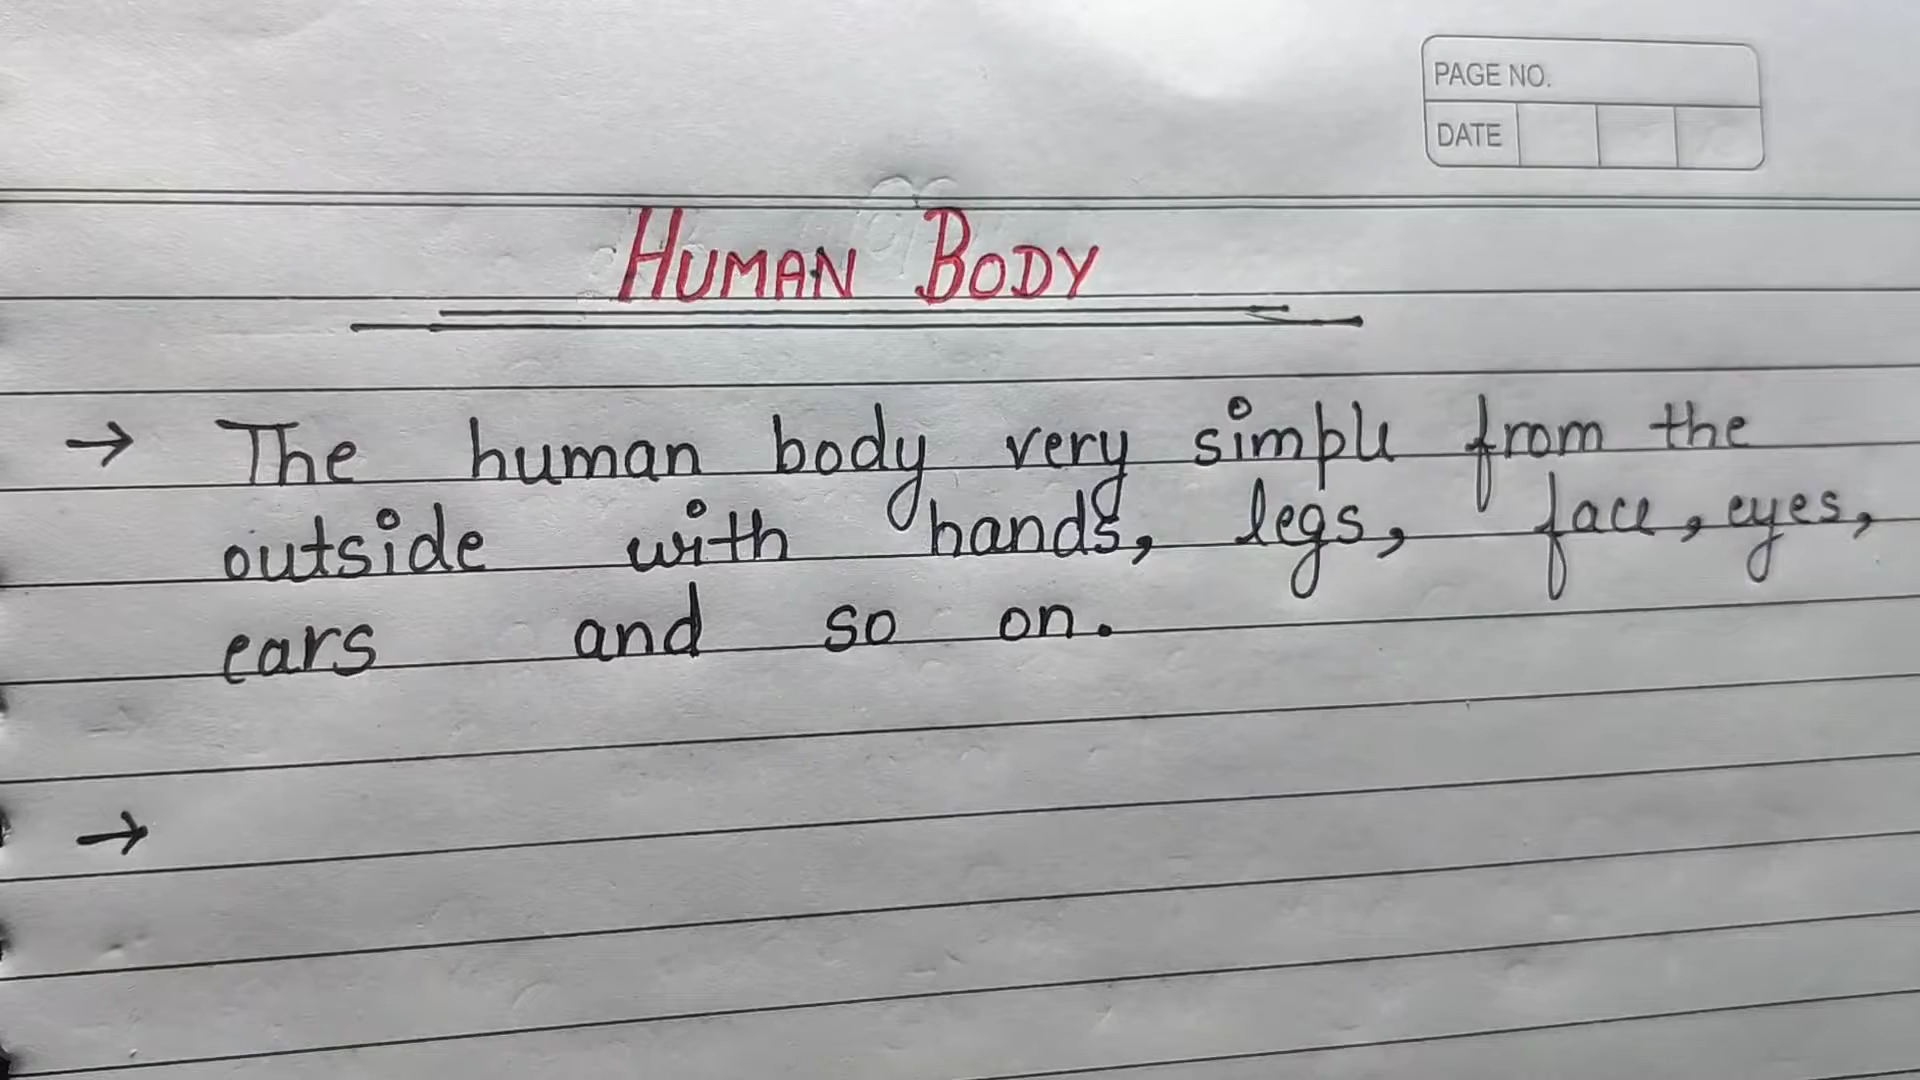 PAGE NO.
DATE
HUMAN BODY
→ The human body very simple from the
outside with hands, legs, face, eyes,
ears and so on.
→